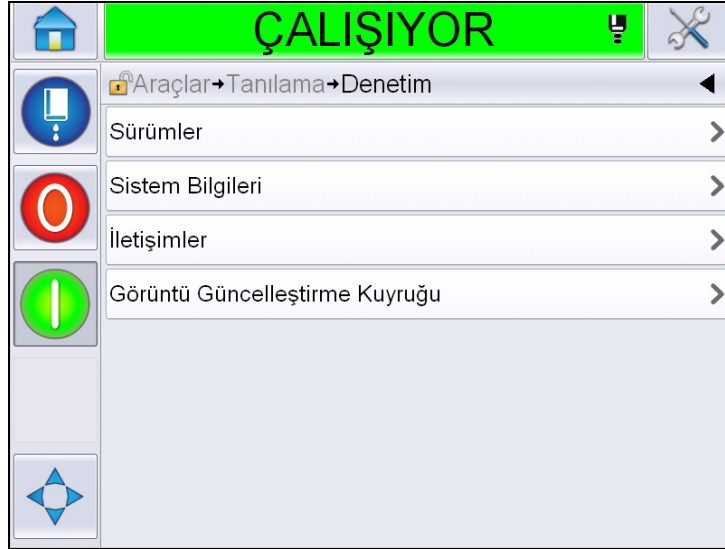 ÇALIŞIYOR
Araçlar→Tanılama→Denetim
Sürümler
Sistem Bilgileri
İletişimler
Görüntü Güncelleştirme Kuyruğu